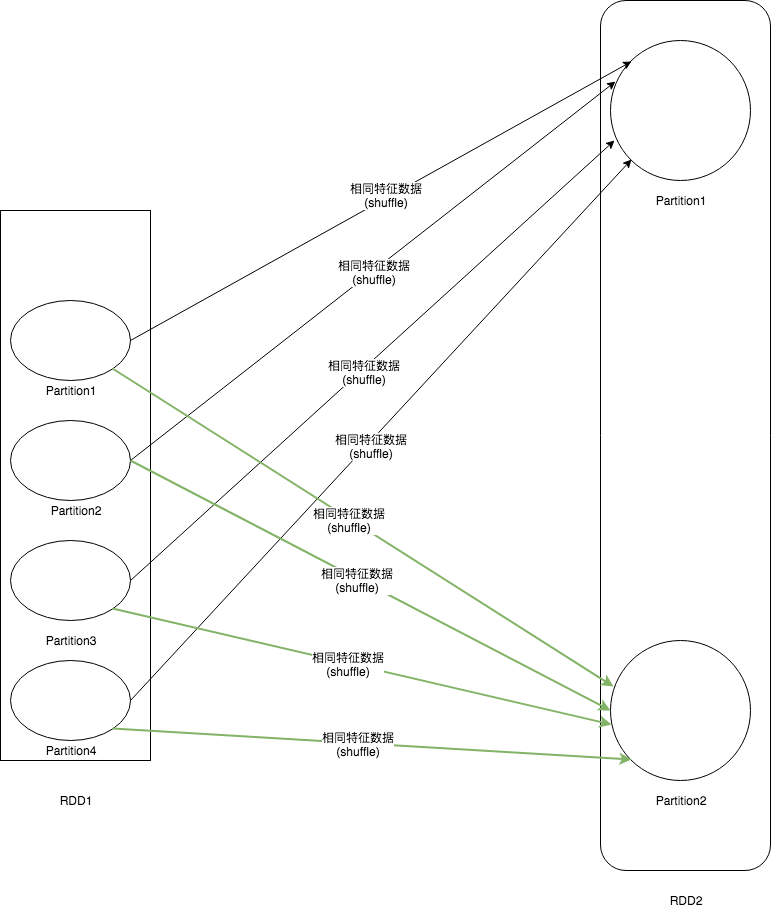 Partition1
相同特征数据
(shuffle)
相同特征数据
(shuffle)
相同特征数据
(shuffle)
Partition1
相同特征数据
(shuffle)
Partition2
相同特征数据
(shuffle)
相同特征数据
(shuffle)
Partition3
相同特征数据
(shuffle)
Partition4
相同特征数据
(shuffle)
RDD1
Partition2
RDD2